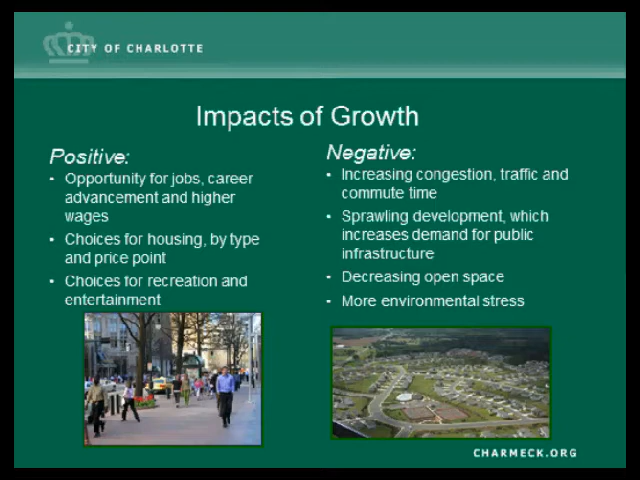 CITY OF CHARLOTTE
Impacts of Growth
Positive:
• Opportunity for jobs, career
advancement and higher
wages
• Choices for housing, by type
and price point
• Choices for recreation and
entertainment
Negative:
• Increasing congestion, traffic and
commute time
• Sprawling development, which
increases demand for public
infrastructure
• Decreasing open space
• More environmental stress
CHARMECK.ORG